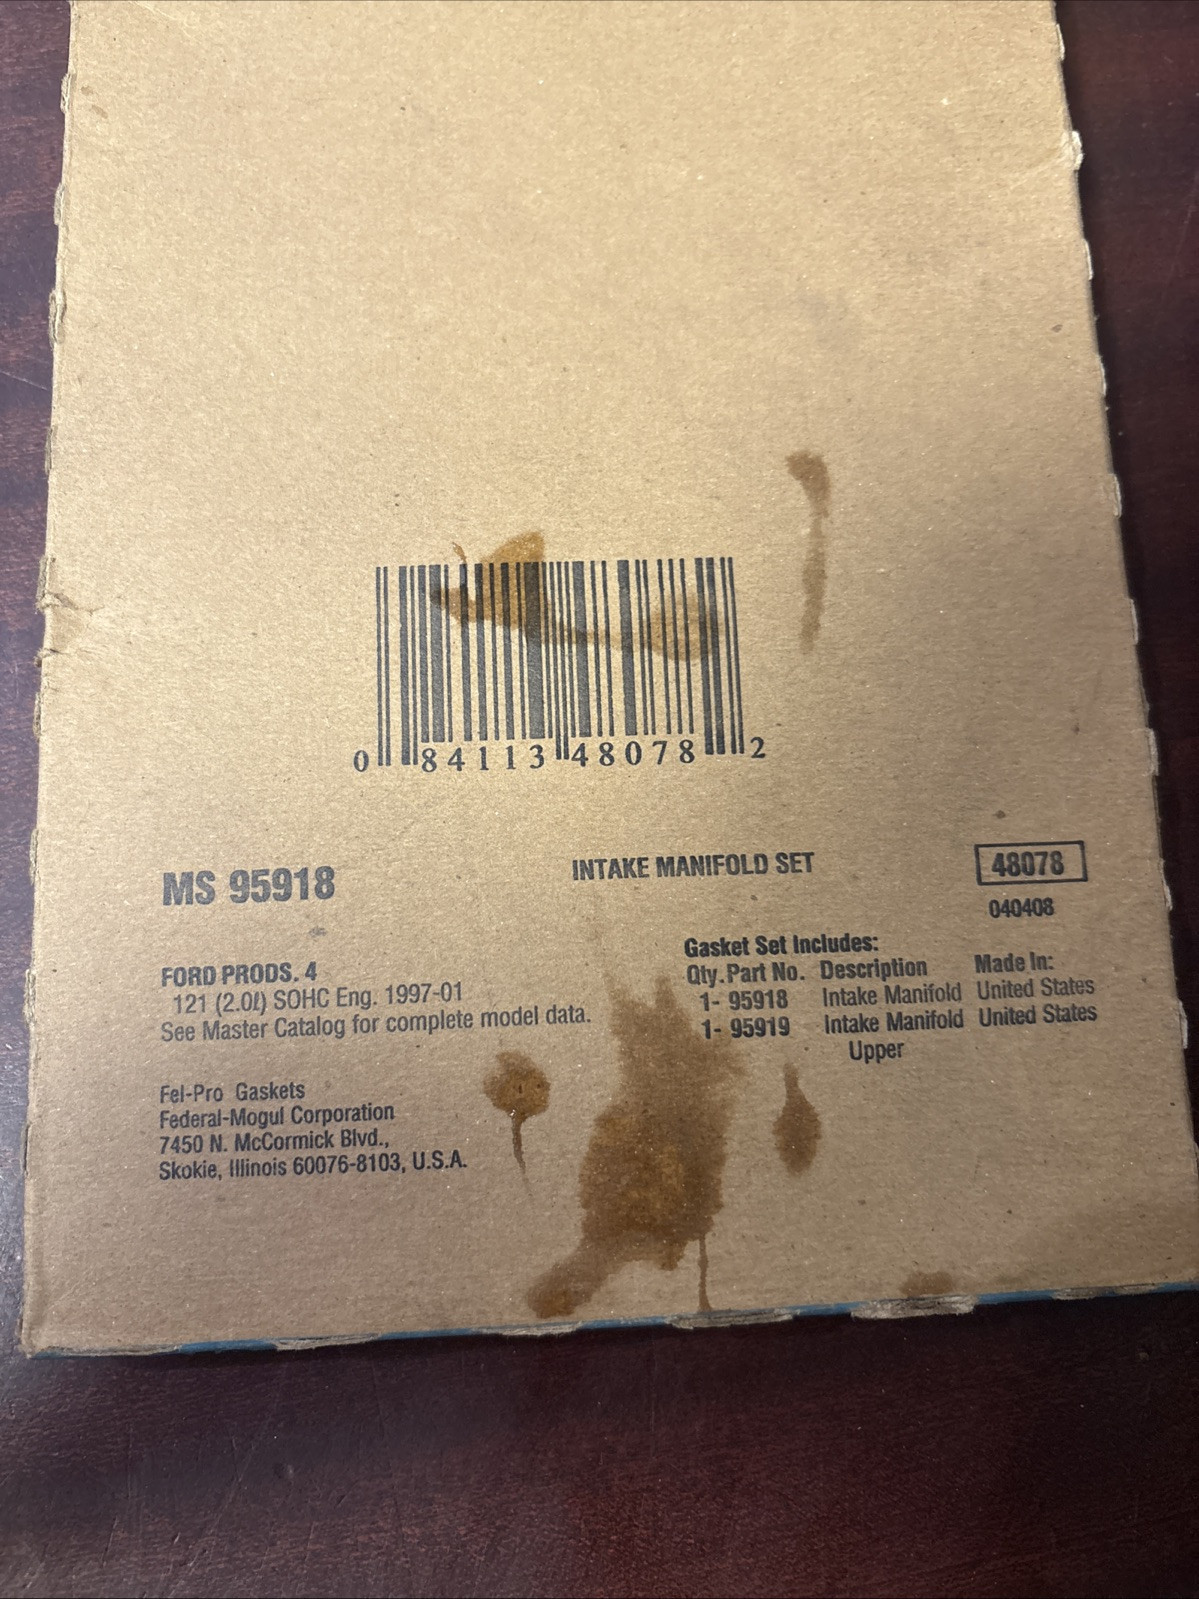 0 84113 48078 2
MS 95918
INTAKE MANIFOLD SET
48078
040408
FORD PRODS. 4
121 (2.0ℓ) SOHC Eng. 1997-01
See Master Catalog for complete model data.
Fel-Pro Gaskets
Federal-Mogul Corporation
7450 N. McCormick Blvd.,
Skokie, Illinois 60076-8103, U.S.A.
Gasket Set Includes:
Qty. Part No. Description Made In:
1- 95918 Intake Manifold United States
1- 95919 Intake Manifold United States
Upper